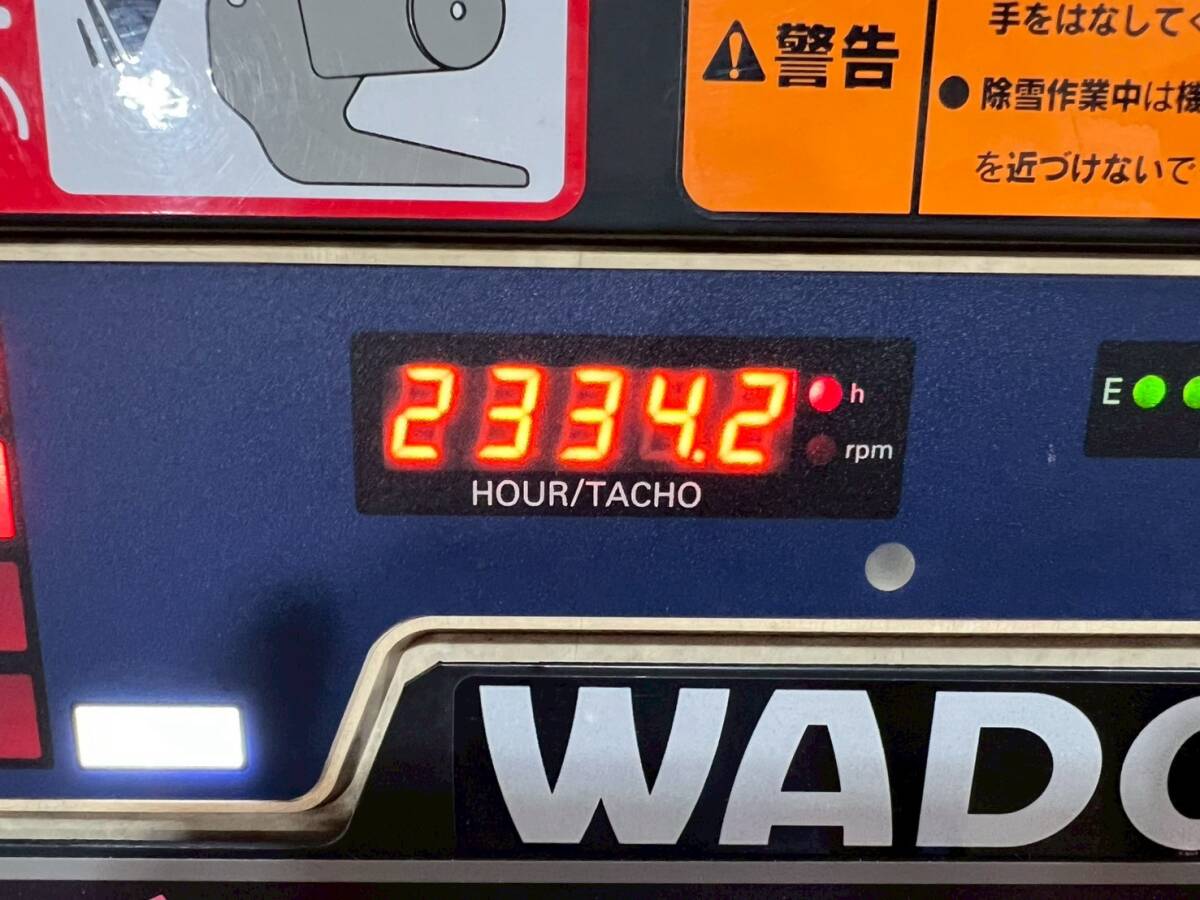 手をはなしてく
警告
●除雪作業中は機
を近づけないで
2334.2
h
rpm
HOUR/TACHO
E
WADO